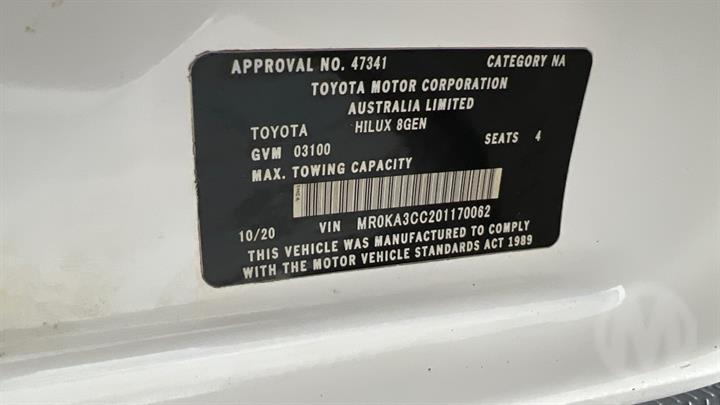 APPROVAL NO. 47341 CATEGORY NA
TOYOTA MOTOR CORPORATION
AUSTRALIA LIMITED
TOYOTA HILUX 8GEN
GVM 03100 SEATS 4
MAX. TOWING CAPACITY
10/20 VIN MR0KA3CC201170062
THIS VEHICLE WAS MANUFACTURED TO COMPLY
WITH THE MOTOR VEHICLE STANDARDS ACT 1989
M